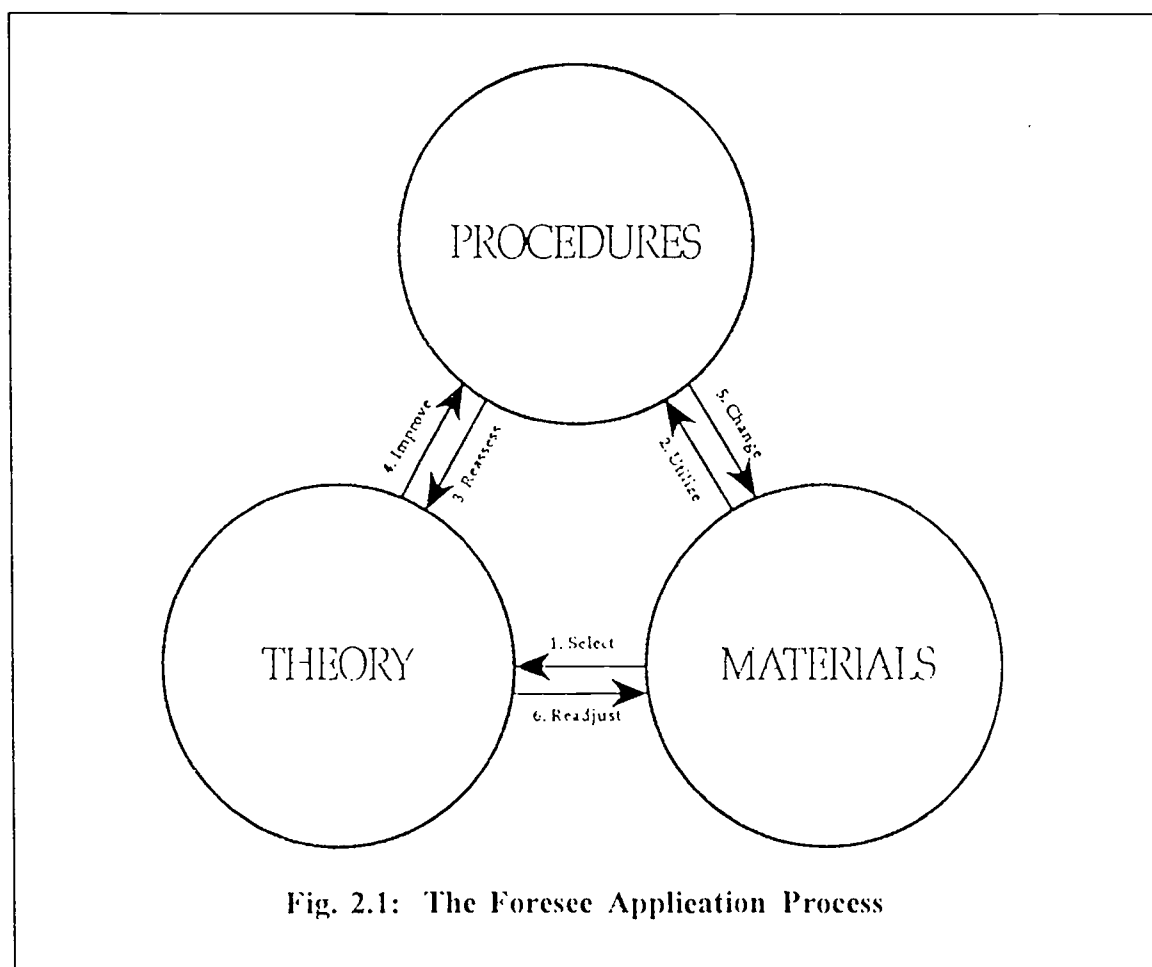 PROCEDURES
4. Improve
3. Reassess
5. Change
2. Utilize
THEORY
1. Select
6. Readjust
MATERIALS
Fig. 2.1: The Foresee Application Process